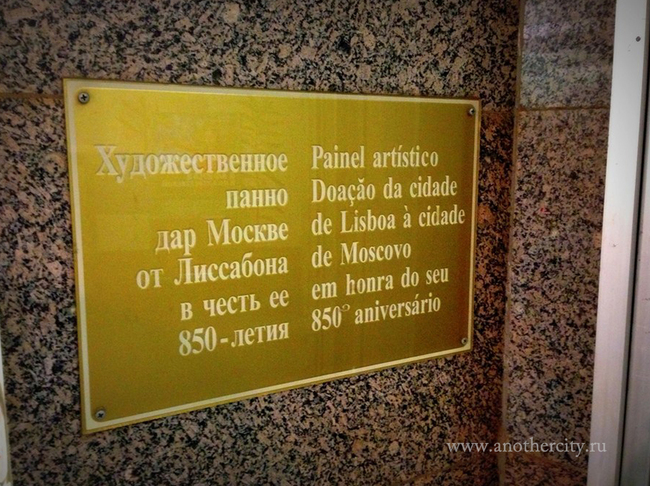 Художественное
панно
дар Москве
от Лиссабона
в честь ее
850-летия
Painel artístico
Doação da cidade
de Lisboa à cidade
de Moscovo
em honra do seu
850º aniversário
www.anothercity.ru